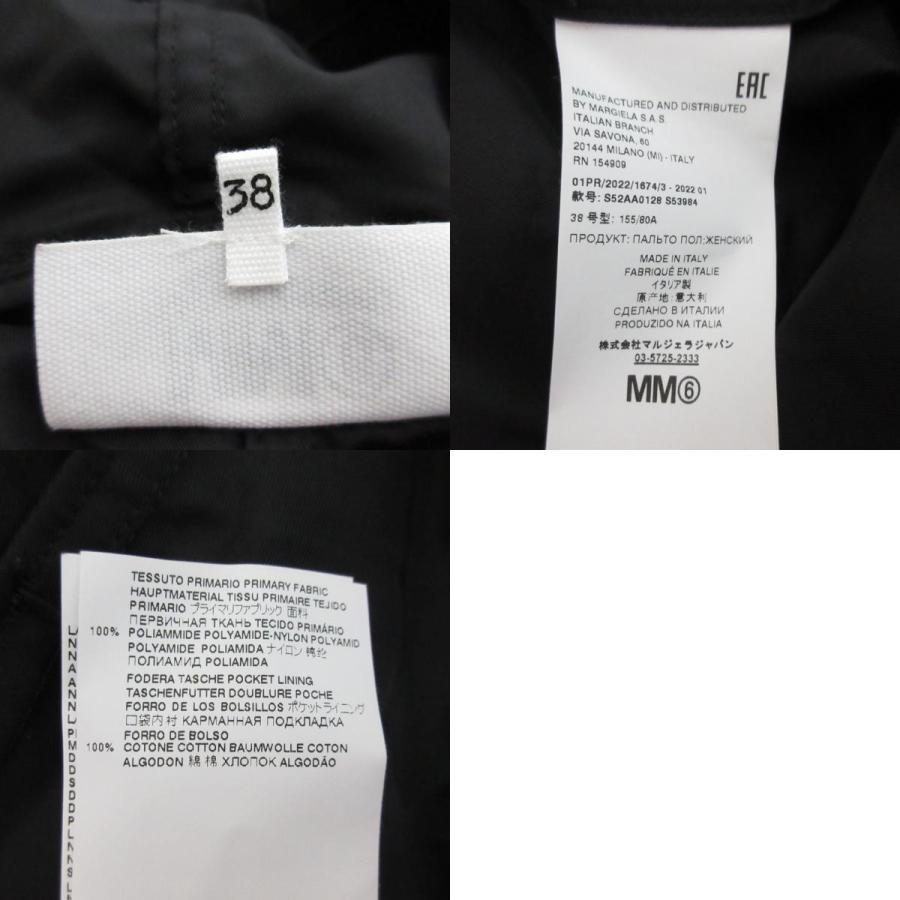 38
EAC
MANUFACTURED AND DISTRIBUTED
BY MARGIELA S.A.S
ITALIAN BRANCH
VIA SAVONA, 60
20144 MILANO (MI) - ITALY
RN 154909
01PR/2022/1674/3 - 2022 01
款号: S52AA0128 S53984
38 号型: 155/80A
ПРОДУКТ: ПАЛЬТО ПОЛ:ЖЕНСКИЙ
MADE IN ITALY
FABRIQUÉ EN ITALIE
イタリア製
原产地:意大利
СДЕЛАНО В ИТАЛИИ
PRODUZIDO NA ITALIA
株式会社マルジェラジャパン
03-5725-2333
MM⑥
TESSUTO PRIMARIO PRIMARY FABRIC
HAUPTMATERIAL TISSU PRIMAIRE TEJIDO
PRIMARIO プライマリファブリック 面料
ПЕРВИЧНАЯ ТКАНЬ TECIDO PRIMÁRIO
100% POLIAMMIDE POLYAMIDE-NYLON POLYAMID
POLYAMIDE POLIAMIDA ナイロン 锦纶
ПОЛИАМИД POLIAMIDA
FODERA TASCHE POCKET LINING
TASCHENFUTTER DOUBLURE POCHE
FORRO DE LOS BOLSILLOS ポケットライニング
口袋内衬 КАРМАННАЯ ПОДКЛАДКА
FORRO DE BOLSO
100% COTONE COTTON BAUMWOLLE COTON
ALGODON 綿 棉 ХЛОПОК ALGODÃO